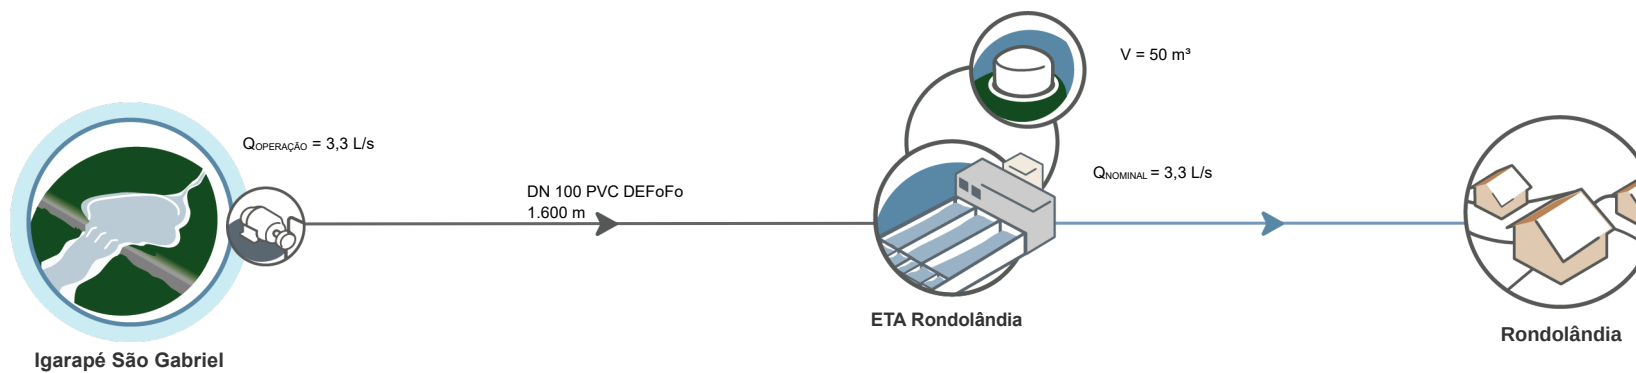 V = 50 m³
QOPERAÇÃO = 3,3 L/s
QNOMINAL = 3,3 L/s
DN 100 PVC DEFoFo
1.600 m
ETA Rondolândia
Rondolândia
Igarapé São Gabriel